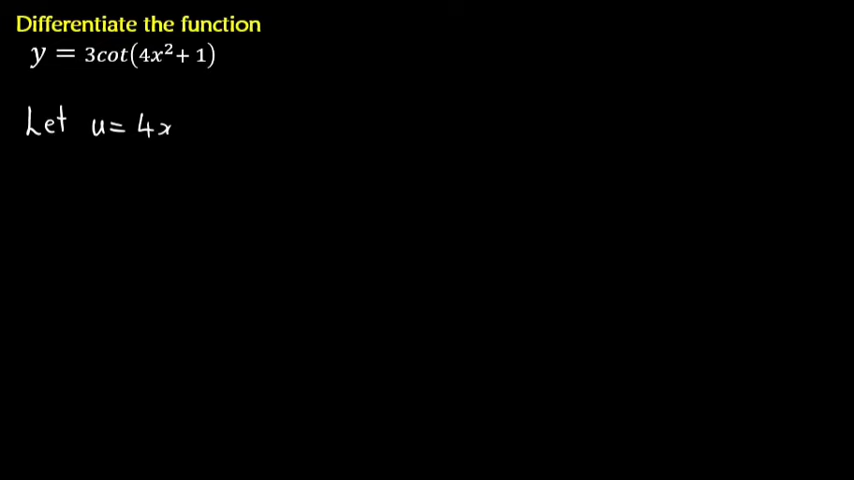 Differentiate the function
y = 3cot(4x²+ 1)
Let u= 4x